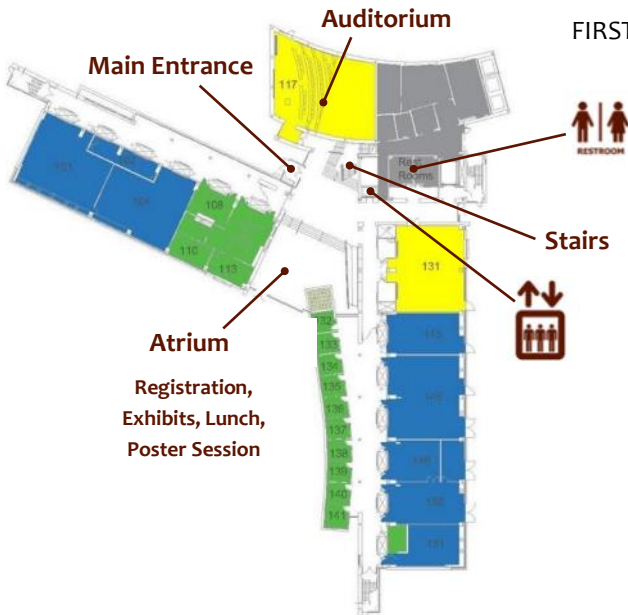 Auditorium
FIRST
Main Entrance
117
RESTROOM
Rest
Rooms
108
110
113
Stairs
131
132
133
134
135
136
137
138
139
140
141
Atrium
Registration,
Exhibits, Lunch,
Poster Session